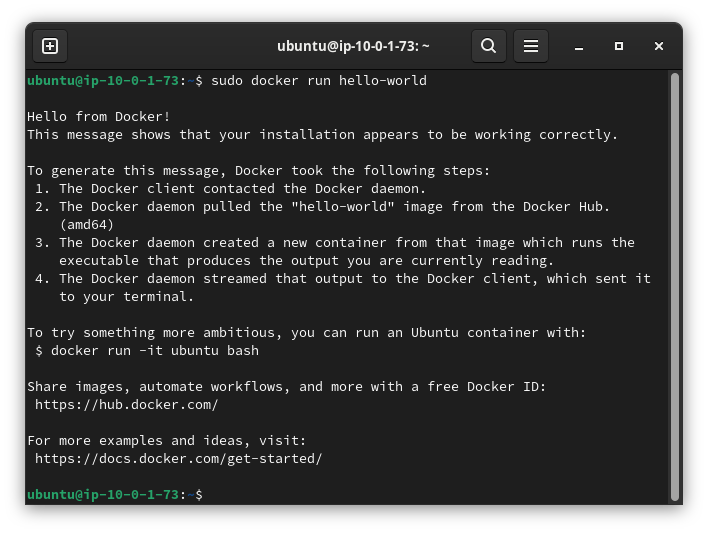 ubuntu@ip-10-0-1-73: ~
ubuntu@ip-10-0-1-73:~$ sudo docker run hello-world
Hello from Docker!
This message shows that your installation appears to be working correctly.
To generate this message, Docker took the following steps:
1. The Docker client contacted the Docker daemon.
2. The Docker daemon pulled the "hello-world" image from the Docker Hub.
(amd64)
3. The Docker daemon created a new container from that image which runs the
executable that produces the output you are currently reading.
4. The Docker daemon streamed that output to the Docker client, which sent it
to your terminal.
To try something more ambitious, you can run an Ubuntu container with:
$ docker run -it ubuntu bash
Share images, automate workflows, and more with a free Docker ID:
https://hub.docker.com/
For more examples and ideas, visit:
https://docs.docker.com/get-started/
ubuntu@ip-10-0-1-73:~$